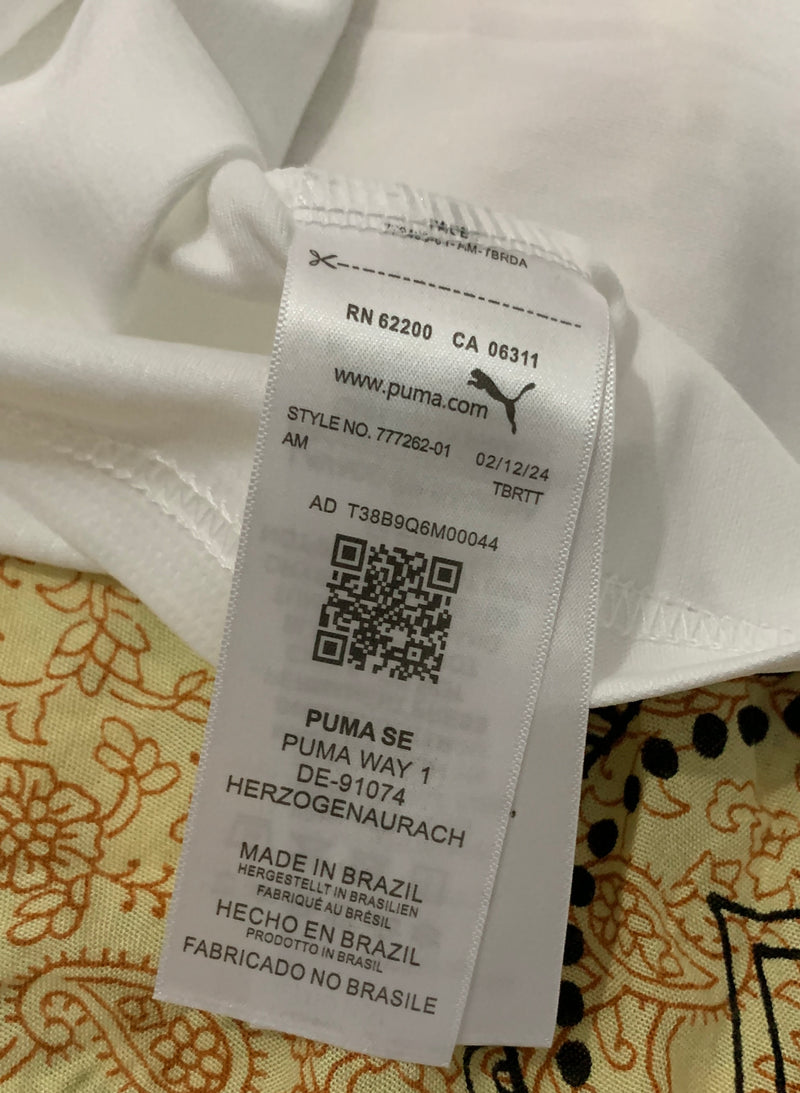 RN 62200 CA 06311
www.puma.com
STYLE NO. 777262-01 02/12/24
AM TBRTT
AD T38B9Q6M00044
PUMA SE
PUMA WAY 1
DE-91074
HERZOGENAURACH
MADE IN BRAZIL
HERGESTELLT IN BRASILIEN
FABRIQUÉ AU BRÉSIL
HECHO EN BRAZIL
PRODOTTO IN BRASIL
FABRICADO NO BRASILE